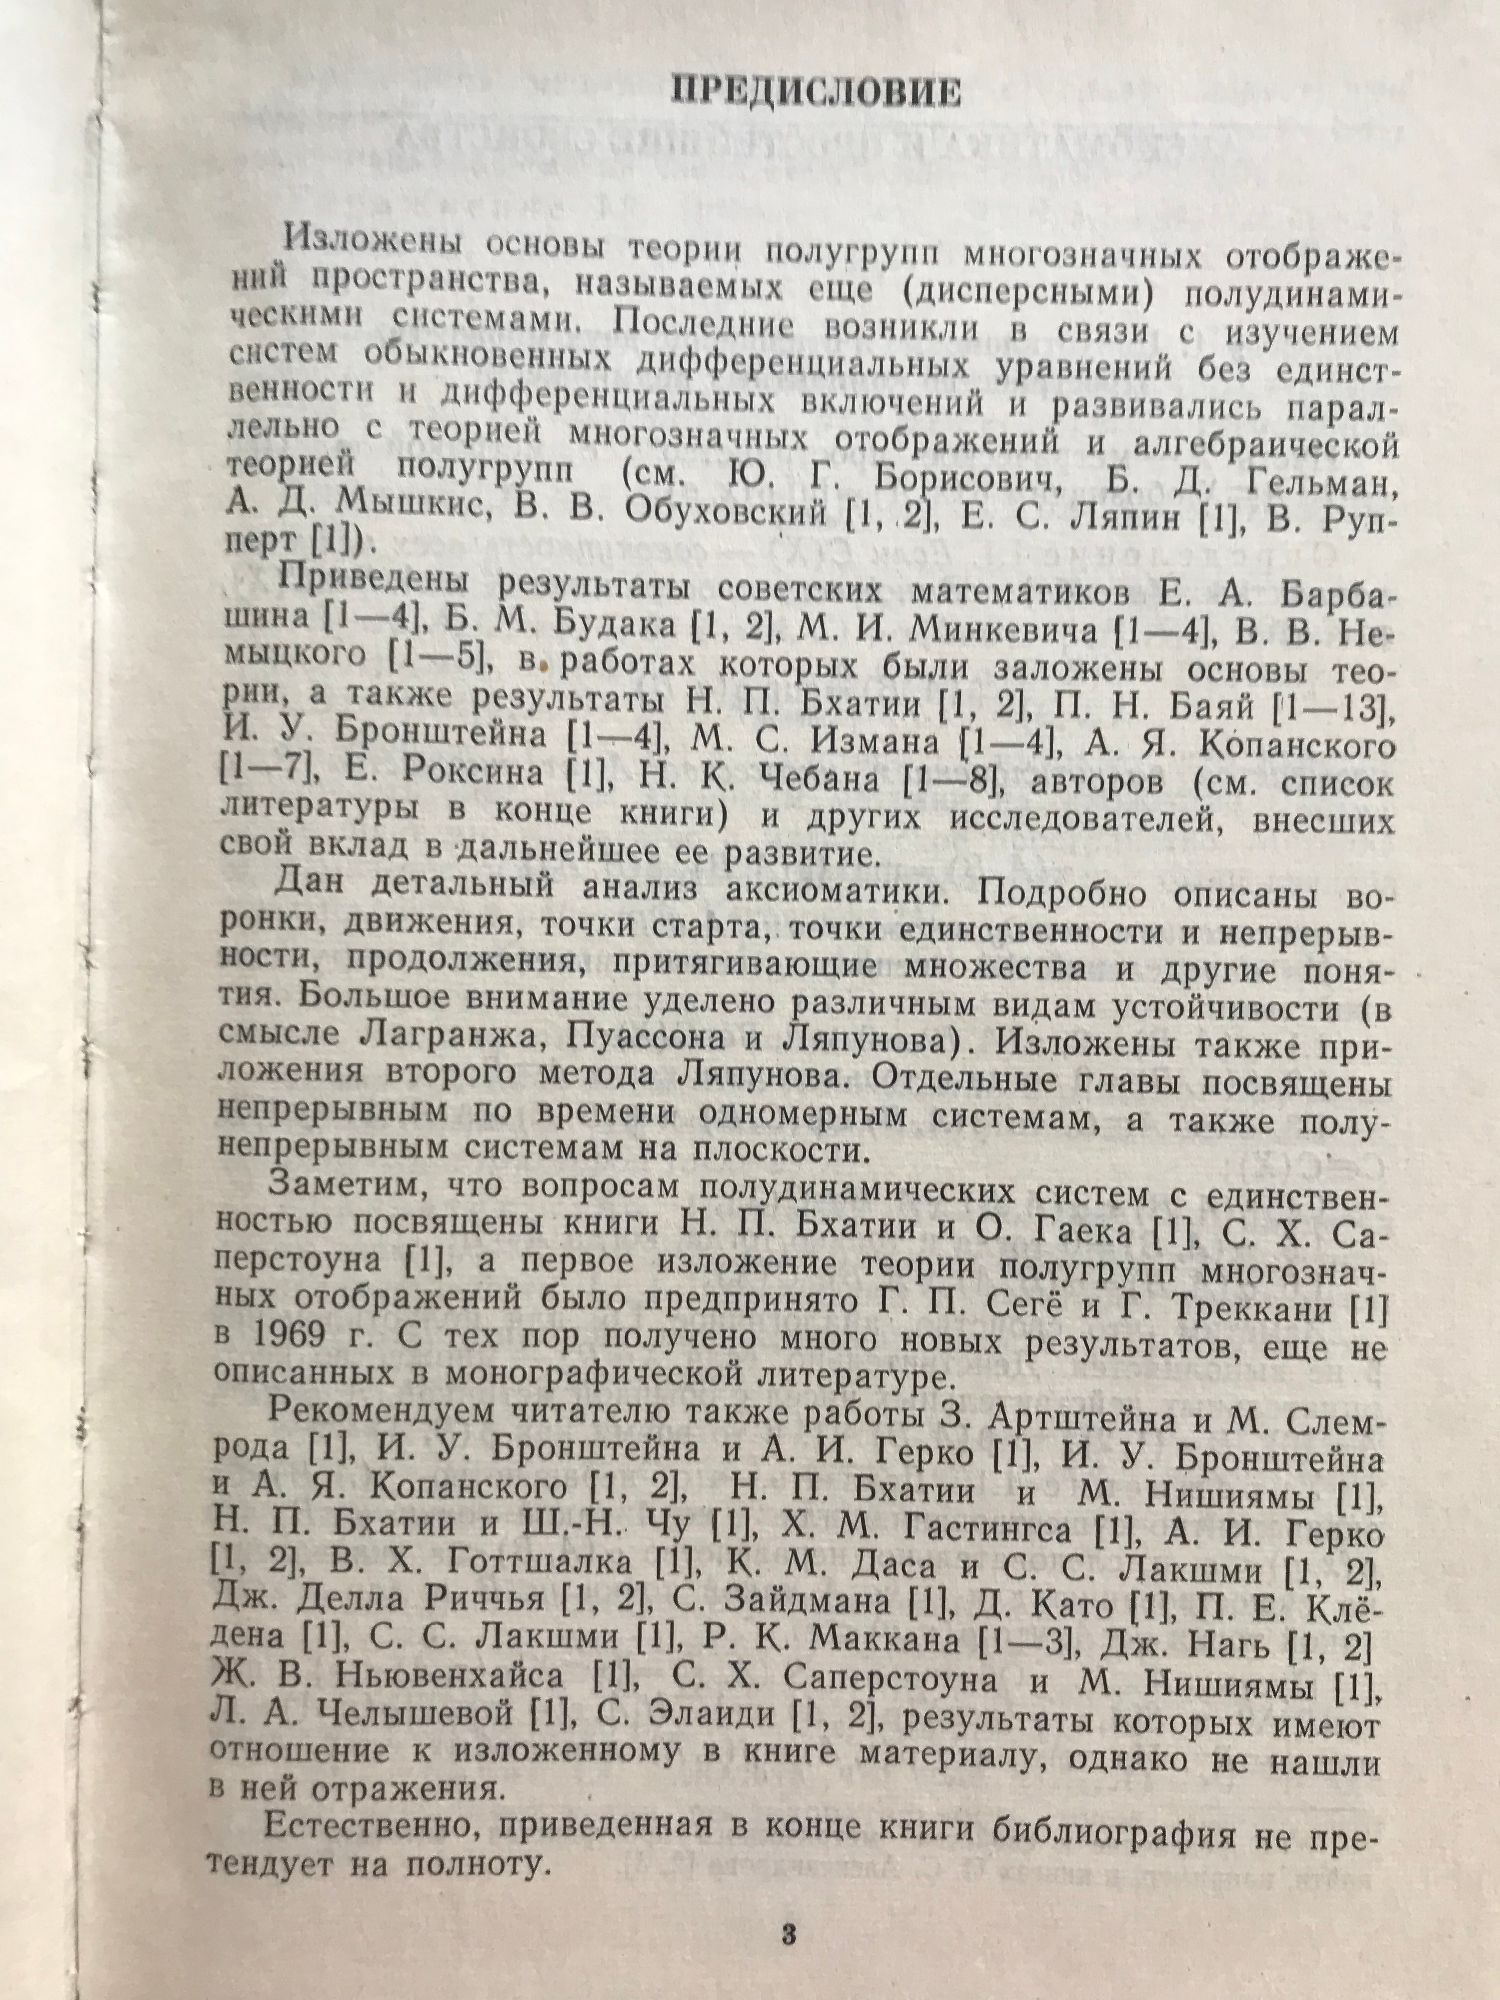 ПРЕДИСЛОВИЕ
Изложены основы теории полугрупп многозначных отображе-
ний пространства, называемых еще (дисперсными) полудинами-
ческими системами. Последние возникли в связи с изучением
систем обыкновенных дифференциальных уравнений без единст-
венности и дифференциальных включений и развивались парал-
лельно с теорией многозначных отображений и алгебраической
теорией полугрупп (см. Ю. Г. Борисович, Б. Д. Гельман,
А. Д. Мышкис, В. В. Обуховский [1, 2], Е. С. Ляпин [1], В. Руп-
перт [1]).
Приведены результаты советских математиков Е. А. Барба-
шина [1—4], Б. М. Будака [1, 2], М. И. Минкевича [1—4], В. В. Не-
мыцкого [1—5], в работах которых были заложены основы тео-
рии, а также результаты Н. П. Бхатии [1, 2], П. Н. Баяй [1—13],
И. У. Бронштейна [1—4], М. С. Измана [1—4], А. Я. Копанского
[1—7], Е. Роксина [1], Н. К. Чебана [1—8], авторов (см. список
литературы в конце книги) и других исследователей, внесших
свой вклад в дальнейшее ее развитие.
Дан детальный анализ аксиоматики. Подробно описаны во-
ронки, движения, точки старта, точки единственности и непрерыв-
ности, продолжения, притягивающие множества и другие поня-
тия. Большое внимание уделено различным видам устойчивости (в
смысле Лагранжа, Пуассона и Ляпунова). Изложены также при-
ложения второго метода Ляпунова. Отдельные главы посвящены
непрерывным по времени одномерным системам, а также полу-
непрерывным системам на плоскости.
Заметим, что вопросам полудинамических систем с единствен-
ностью посвящены книги Н. П. Бхатии и О. Гаека [1], С. Х. Са-
перстоуна [1], а первое изложение теории полугрупп многознач-
ных отображений было предпринято Г. П. Сегё и Г. Треккани [1]
в 1969 г. С тех пор получено много новых результатов, еще не
описанных в монографической литературе.
Рекомендуем читателю также работы З. Артштейна и М. Слем-
рода [1], И. У. Бронштейна и А. И. Герко [1], И. У. Бронштейна
и А. Я. Копанского [1, 2], Н. П. Бхатии и М. Нишиямы [1],
Н. П. Бхатии и Ш.-Н. Чу [1], Х. М. Гастингса [1], А. И. Герко
[1, 2], В. Х. Готтшалка [1], К. М. Даса и С. С. Лакшми [1, 2],
Дж. Делла Риччья [1, 2], С. Зайдмана [1], Д. Като [1], П. Е. Клё-
дена [1], С. С. Лакшми [1], Р. К. Маккана [1—3], Дж. Нагь [1, 2]
Ж. В. Ньювенхайса [1], С. Х. Саперстоуна и М. Нишиямы [1],
Л. А. Челышевой [1], С. Элаиди [1, 2], результаты которых имеют
отношение к изложенному в книге материалу, однако не нашли
в ней отражения.
Естественно, приведенная в конце книги библиография не пре-
тендует на полноту.
3